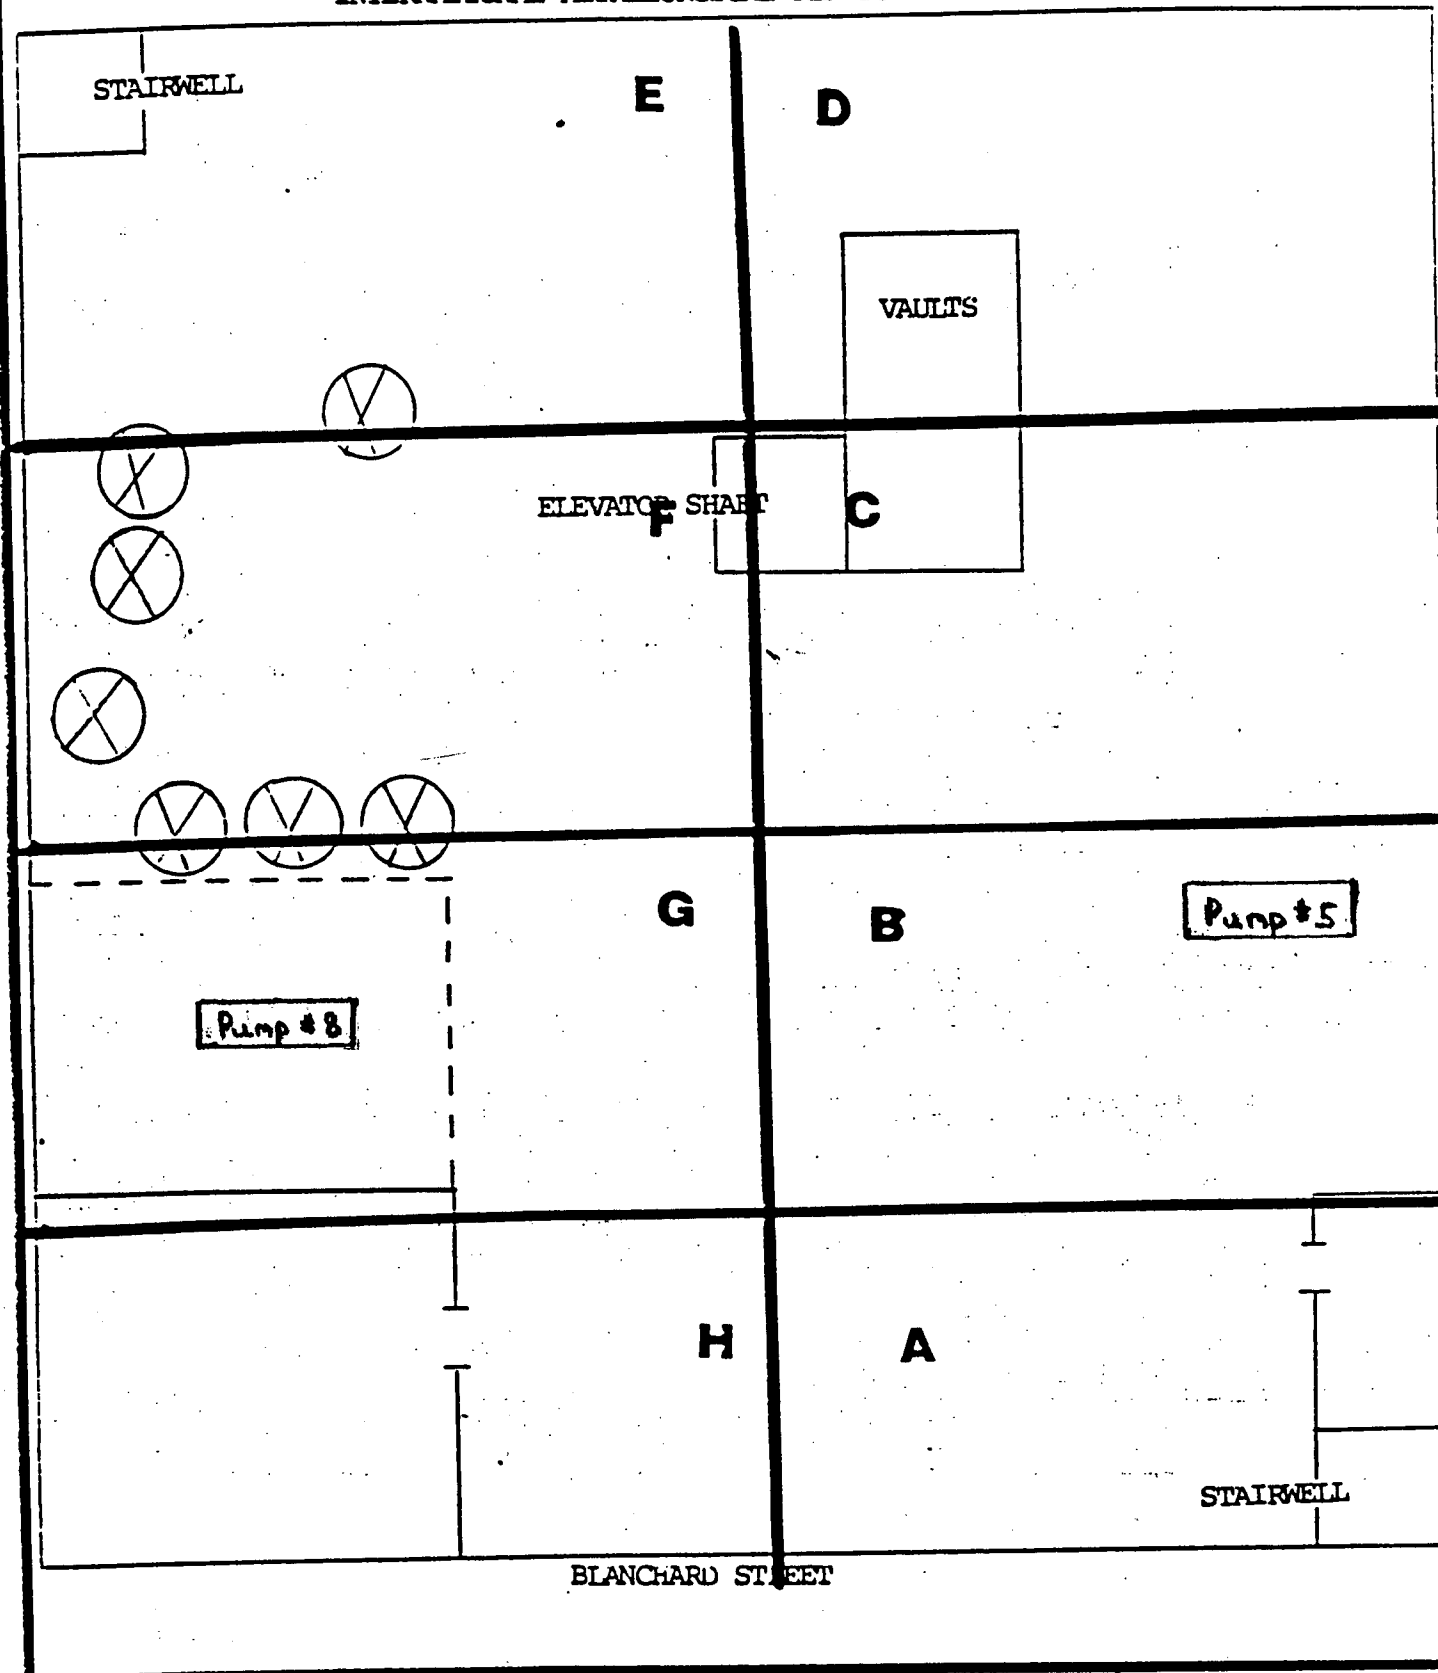 STAIRWELL
E
D
VAULTS
ELEVATOR SHAFT
F
C
G
B
Pump #5
Pump #8
H
A
STAIRWELL
BLANCHARD STREET